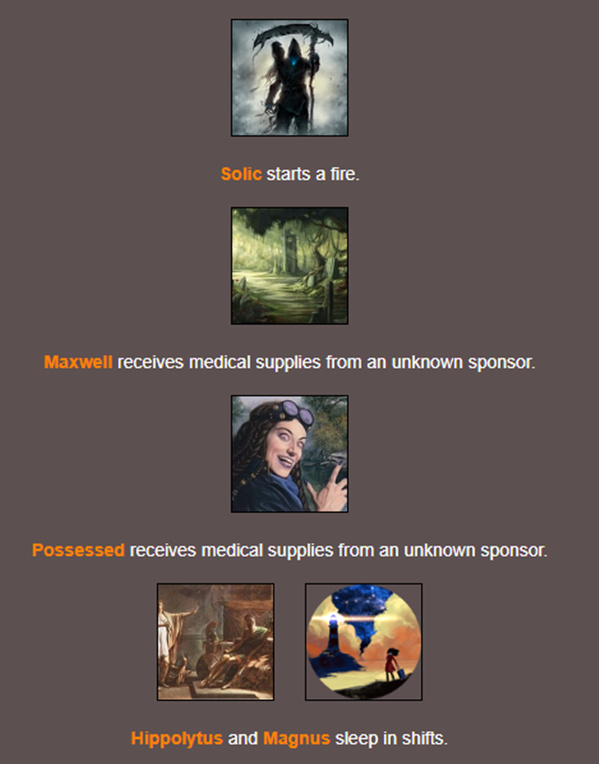 Solic starts a fire.
Maxwell receives medical supplies from an unknown sponsor.
Possessed receives medical supplies from an unknown sponsor.
Hippolytus and Magnus sleep in shifts.